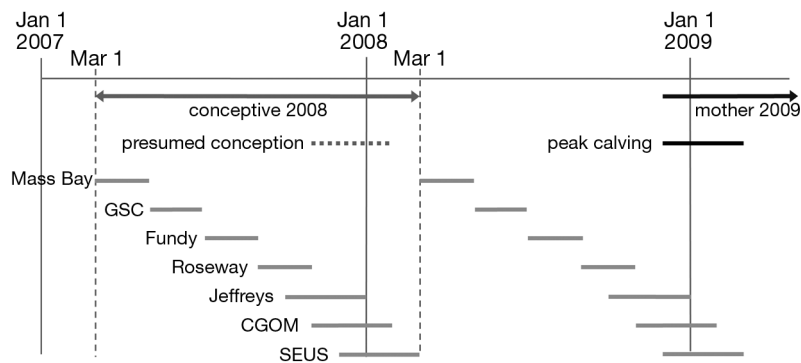 Jan 1
2007
Jan 1
2008
Jan 1
2009
Mar 1
Mar 1
conceptive 2008
mother 2009
presumed conception
peak calving
Mass Bay
GSC
Fundy
Roseway
Jeffreys
CGOM
SEUS